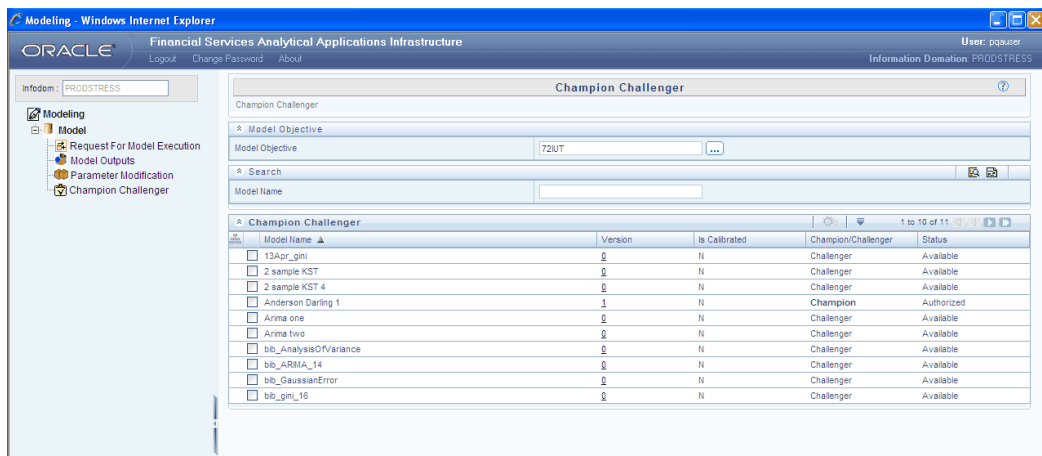 Modeling - Windows Internet Explorer
ORACLE
Financial Services Analytical Applications Infrastructure
User: pqauser
Logout Change Password About
Information Domation: PRODSTRESS
Infodom : PRODSTRESS
Modeling
Model
Request For Model Execution
Model Outputs
Parameter Modification
Champion Challenger
Champion Challenger
Champion Challenger
Model Objective
Model Objective 72IUT ...
Search
Model Name
Champion Challenger 1 to 10 of 11
Model Name Version Is Calibrated Champion/Challenger Status
13Apr_gini 0 N Challenger Available
2 sample KST 0 N Challenger Available
2 sample KST 4 0 N Challenger Available
Anderson Darling 1 1 N Champion Authorized
Arima one 0 N Challenger Available
Arima two 0 N Challenger Available
bib_AnalysisOfVariance 0 N Challenger Available
bib_ARIMA_14 0 N Challenger Available
bib_GaussianError 0 N Challenger Available
bib_gini_16 0 N Challenger Available